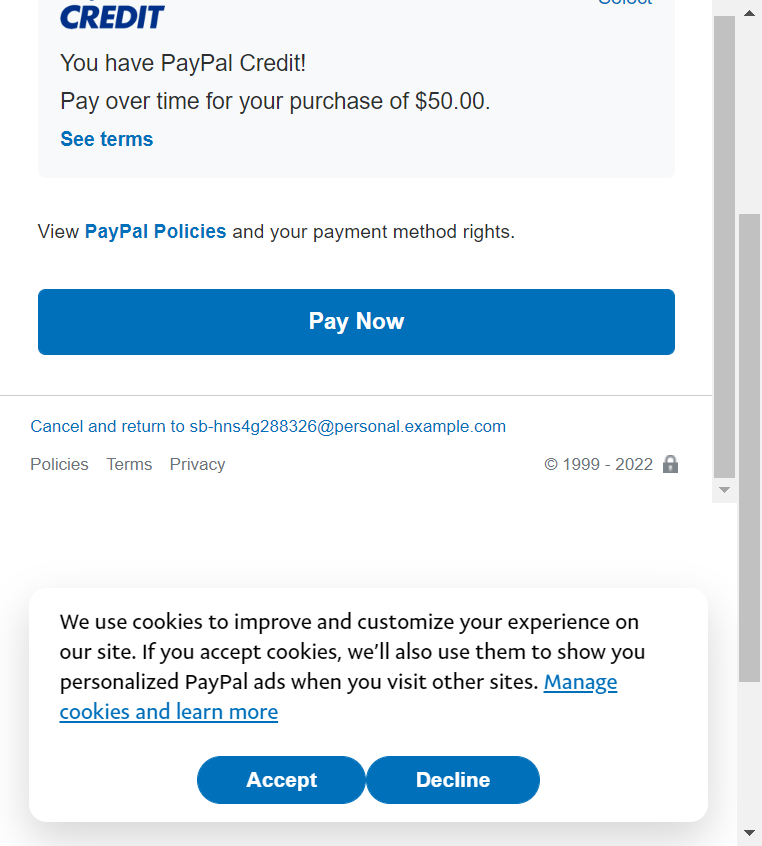 Select
CREDIT
You have PayPal Credit!
Pay over time for your purchase of $50.00.
See terms
View PayPal Policies and your payment method rights.
Pay Now
Cancel and return to sb-hns4g288326@personal.example.com
Policies Terms Privacy © 1999 - 2022
We use cookies to improve and customize your experience on
our site. If you accept cookies, we’ll also use them to show you
personalized PayPal ads when you visit other sites. Manage
cookies and learn more
Accept Decline